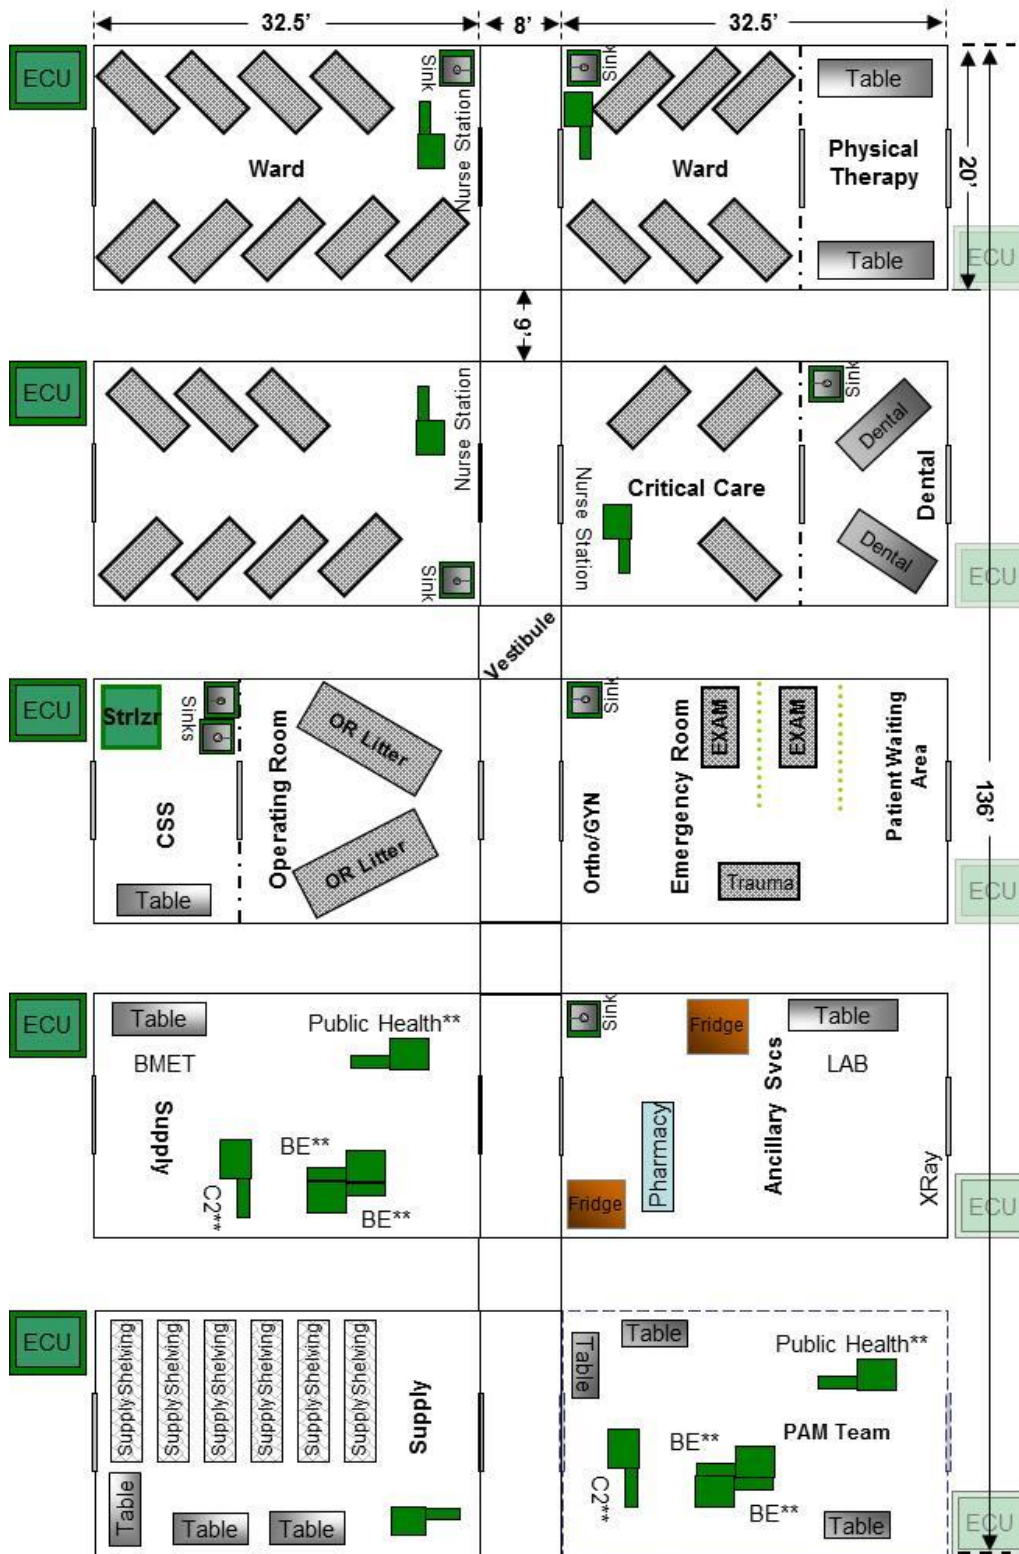 32.5’
8’
32.5’
ECU
Sink
Nurse Station
Ward
Sink
Ward
Table
Physical
Therapy
Table
20’
ECU
9’
ECU
Nurse Station
Sink
Critical Care
Nurse Station
Sink
Dental
Dental
Dental
ECU
Vestibule
ECU
Strlzr
Sinks
CSS
Table
Operating Room
OR Litter
OR Litter
Sink
Ortho/GYN
Emergency Room
EXAM
EXAM
Trauma
Patient Waiting
Area
136’
ECU
ECU
Table
BMET
Public Health**
Supply
C2**
BE**
BE**
Sink
Fridge
Table
LAB
Ancillary Svcs
Pharmacy
Fridge
XRay
ECU
ECU
Supply Shelving
Supply Shelving
Supply Shelving
Supply Shelving
Supply Shelving
Supply Shelving
Supply
Table
Table
Table
Table
Table
Public Health**
PAM Team
C2**
BE**
BE**
Table
ECU